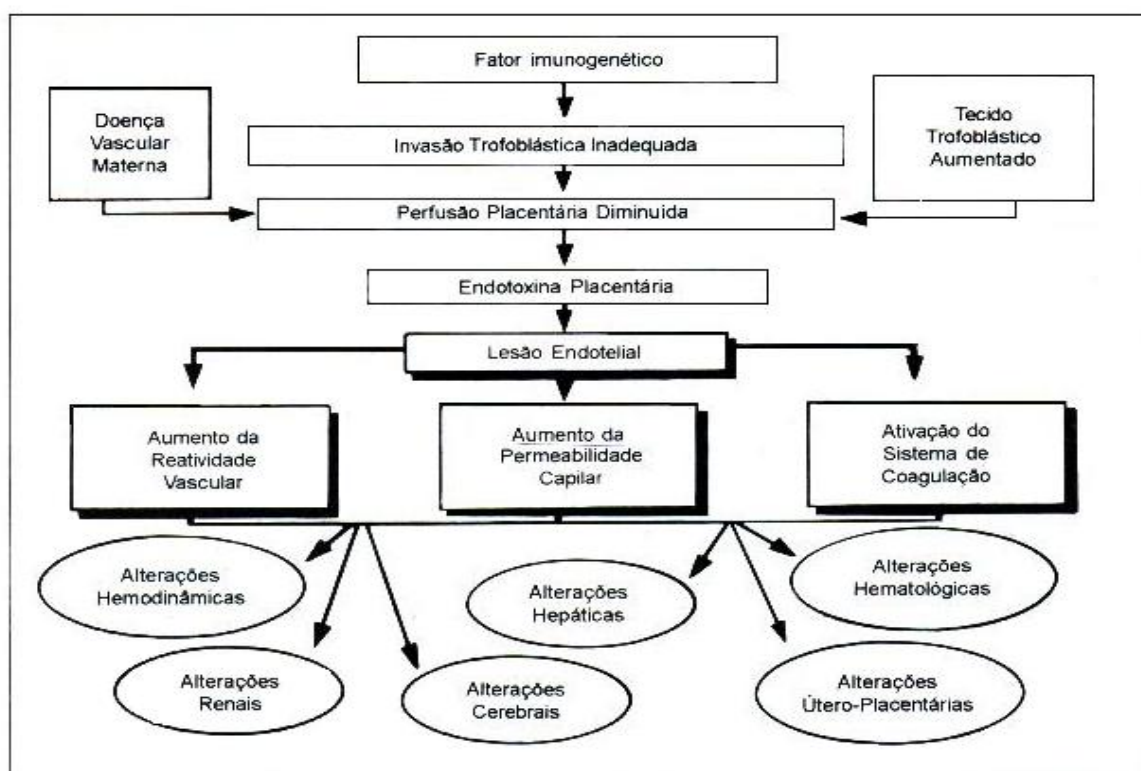 Fator imunogenético
Doença
Vascular
Materna
Tecido
Trofoblástico
Aumentado
Invasão Trofoblástica Inadequada
Perfusão Placentária Diminuida
Endotoxina Placentária
Lesão Endotelial
Aumento da
Reatividade
Vascular
Aumento da
Permeabilidade
Capilar
Ativação do
Sistema de
Coagulação
Alterações
Hemodinâmicas
Alterações
Hepáticas
Alterações
Hematológicas
Alterações
Renais
Alterações
Cerebrais
Alterações
Útero-Placentárias